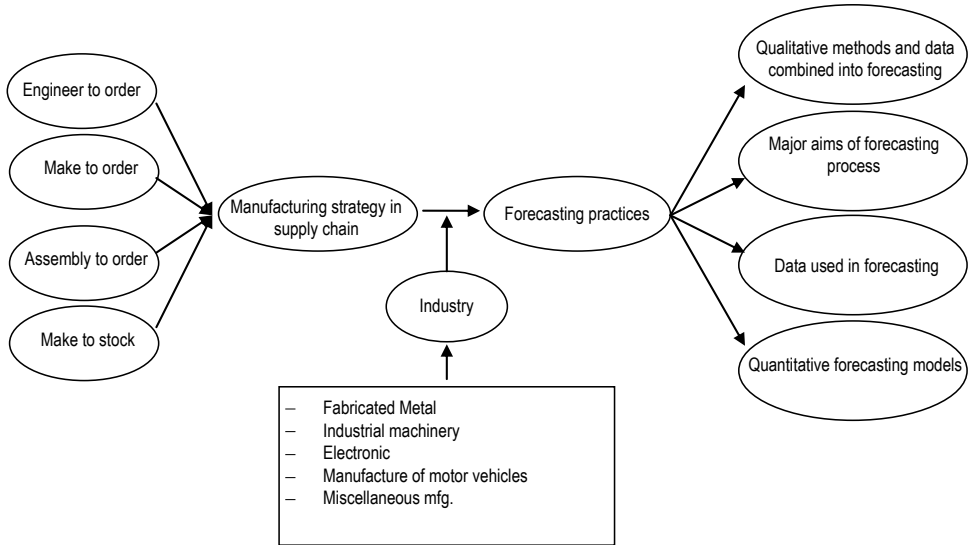 Engineer to order
Make to order
Assembly to order
Make to stock
Manufacturing strategy in
supply chain
Industry
– Fabricated Metal
– Industrial machinery
– Electronic
– Manufacture of motor vehicles
– Miscellaneous mfg.
Forecasting practices
Qualitative methods and data
combined into forecasting
Major aims of forecasting
process
Data used in forecasting
Quantitative forecasting models